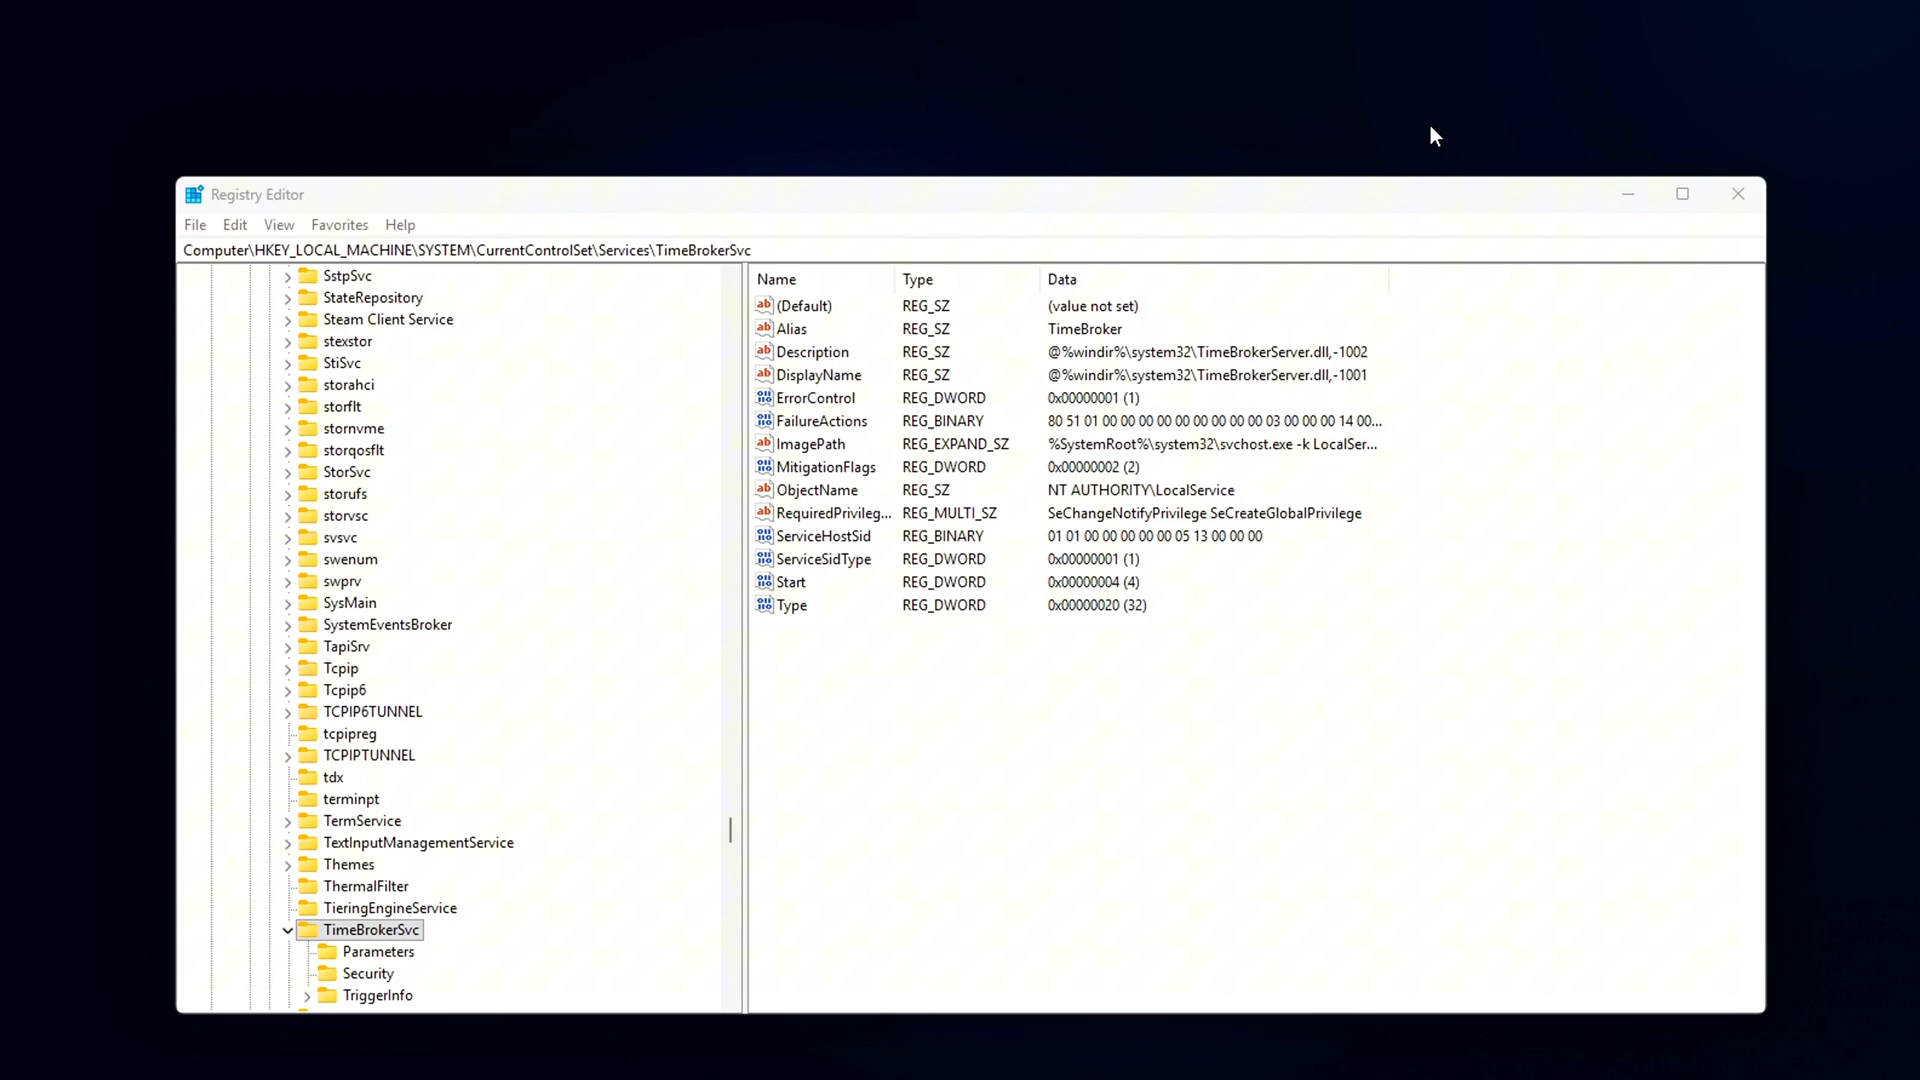 Registry Editor
File Edit View Favorites Help
Computer\HKEY_LOCAL_MACHINE\SYSTEM\CurrentControlSet\Services\TimeBrokerSvc
SstpSvc
StateRepository
Steam Client Service
stexstor
StiSvc
storahci
storflt
stornvme
storqosflt
StorSvc
storufs
storvsc
svsvc
swenum
swprv
SysMain
SystemEventsBroker
TapiSrv
Tcpip
Tcpip6
TCPIP6TUNNEL
tcpipreg
TCPIPTUNNEL
tdx
terminpt
TermService
TextInputManagementService
Themes
ThermalFilter
TieringEngineService
TimeBrokerSvc
Parameters
Security
TriggerInfo
Name Type Data
(Default) REG_SZ (value not set)
Alias REG_SZ TimeBroker
Description REG_SZ @%windir%\system32\TimeBrokerServer.dll,-1002
DisplayName REG_SZ @%windir%\system32\TimeBrokerServer.dll,-1001
ErrorControl REG_DWORD 0x00000001 (1)
FailureActions REG_BINARY 80 51 01 00 00 00 00 00 00 00 00 00 03 00 00 00 14 00...
ImagePath REG_EXPAND_SZ %SystemRoot%\system32\svchost.exe -k LocalSer...
MitigationFlags REG_DWORD 0x00000002 (2)
ObjectName REG_SZ NT AUTHORITY\LocalService
RequiredPrivileg... REG_MULTI_SZ SeChangeNotifyPrivilege SeCreateGlobalPrivilege
ServiceHostSid REG_BINARY 01 01 00 00 00 00 00 05 13 00 00 00
ServiceSidType REG_DWORD 0x00000001 (1)
Start REG_DWORD 0x00000004 (4)
Type REG_DWORD 0x00000020 (32)